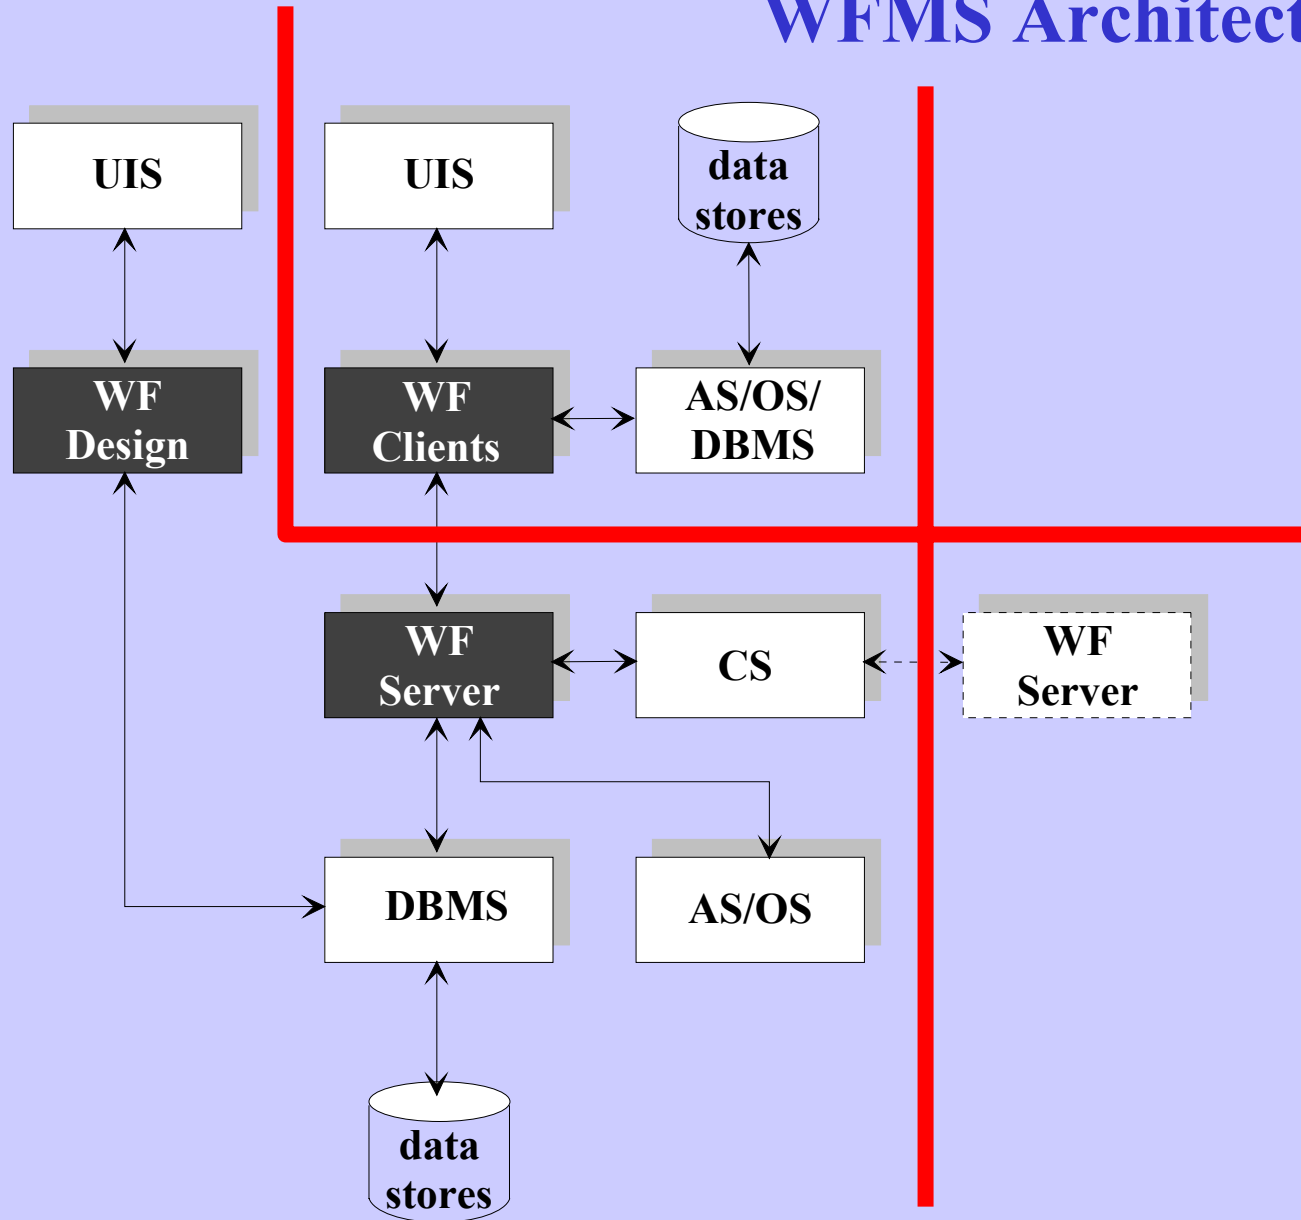 WFMS Architect
UIS
UIS
data
stores
WF
Design
WF
Clients
AS/OS/
DBMS
WF
Server
CS
WF
Server
DBMS
AS/OS
data
stores